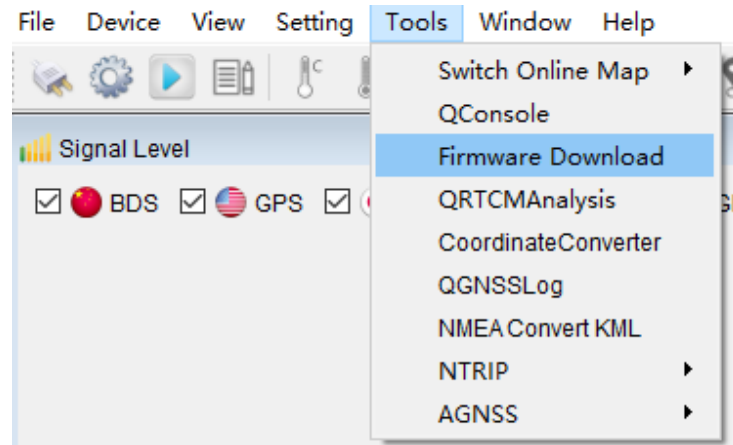 File Device View Setting Tools Window Help
Switch Online Map
QConsole
Signal Level
Firmware Download
BDS GPS
QRTCMAnalysis
CoordinateConverter
QGNSSLog
NMEA Convert KML
NTRIP
AGNSS